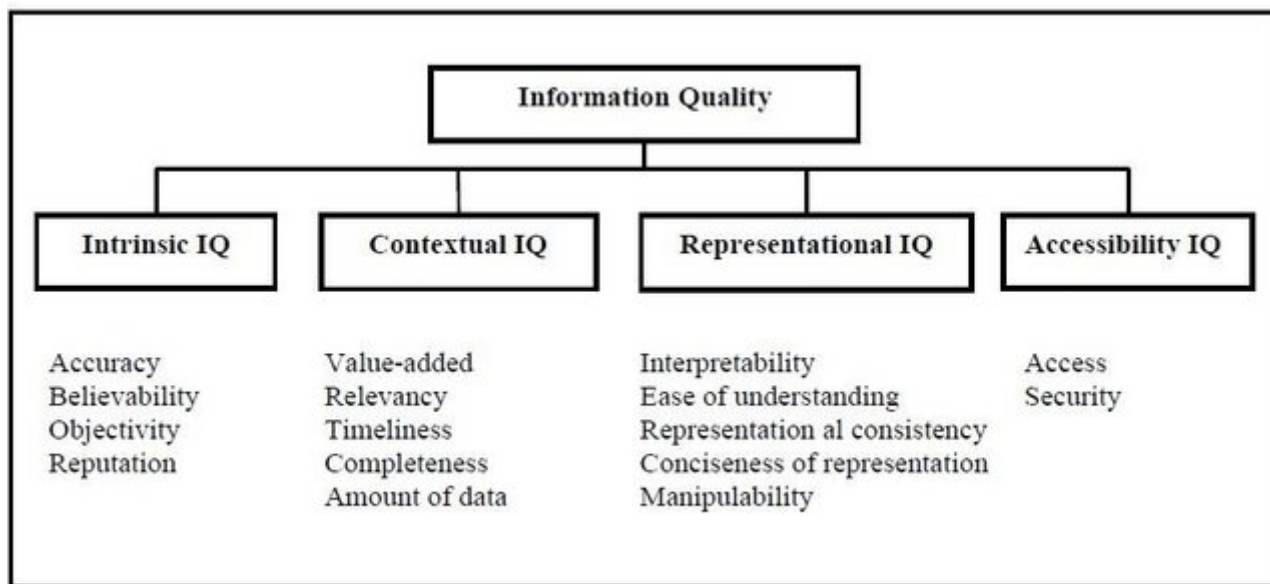 Information Quality
Intrinsic IQ
Contextual IQ
Representational IQ
Accessibility IQ
Accuracy
Believability
Objectivity
Reputation
Value-added
Relevancy
Timeliness
Completeness
Amount of data
Interpretability
Ease of understanding
Representation al consistency
Conciseness of representation
Manipulability
Access
Security